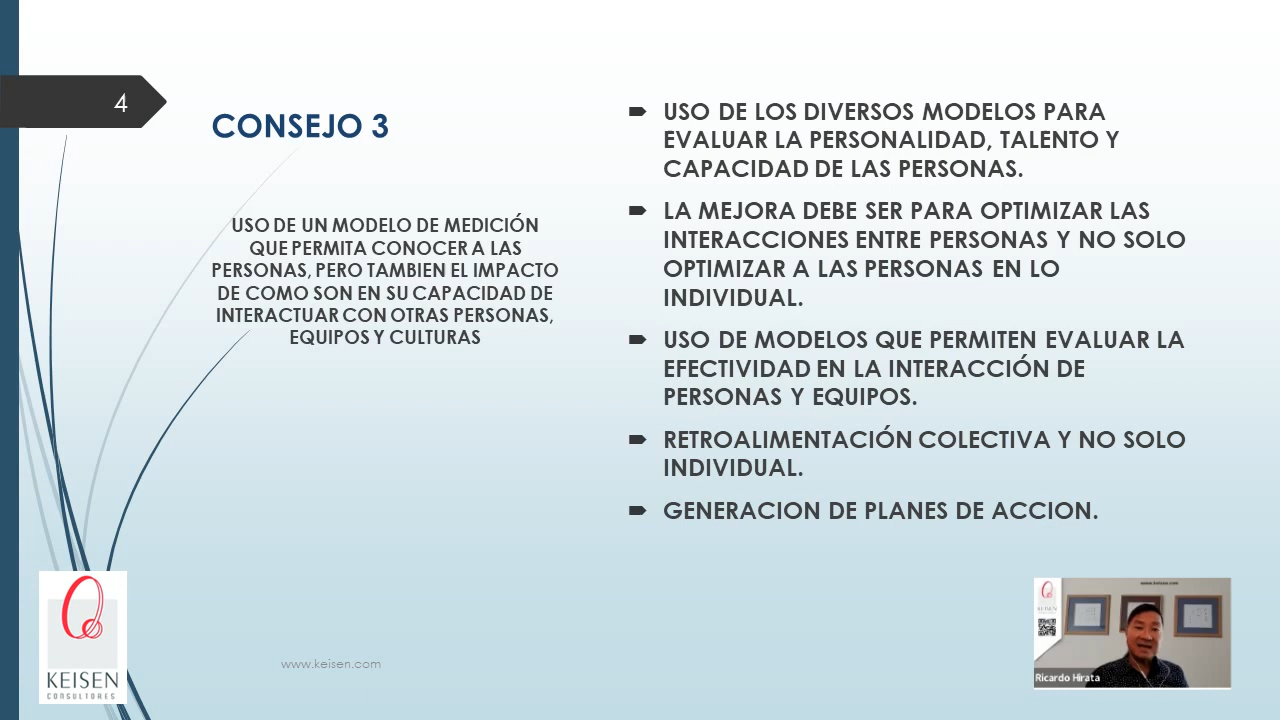 4
CONSEJO 3
USO DE UN MODELO DE MEDICIÓN
QUE PERMITA CONOCER A LAS
PERSONAS, PERO TAMBIEN EL IMPACTO
DE COMO SON EN SU CAPACIDAD DE
INTERACTUAR CON OTRAS PERSONAS,
EQUIPOS Y CULTURAS
USO DE LOS DIVERSOS MODELOS PARA
EVALUAR LA PERSONALIDAD, TALENTO Y
CAPACIDAD DE LAS PERSONAS.
LA MEJORA DEBE SER PARA OPTIMIZAR LAS
INTERACCIONES ENTRE PERSONAS Y NO SOLO
OPTIMIZAR A LAS PERSONAS EN LO
INDIVIDUAL.
USO DE MODELOS QUE PERMITEN EVALUAR LA
EFECTIVIDAD EN LA INTERACCIÓN DE
PERSONAS Y EQUIPOS.
RETROALIMENTACIÓN COLECTIVA Y NO SOLO
INDIVIDUAL.
GENERACION DE PLANES DE ACCION.
KEISEN
CONSULTORES
www.keisen.com
www.keisen.com
KEISEN
Ricardo Hirata